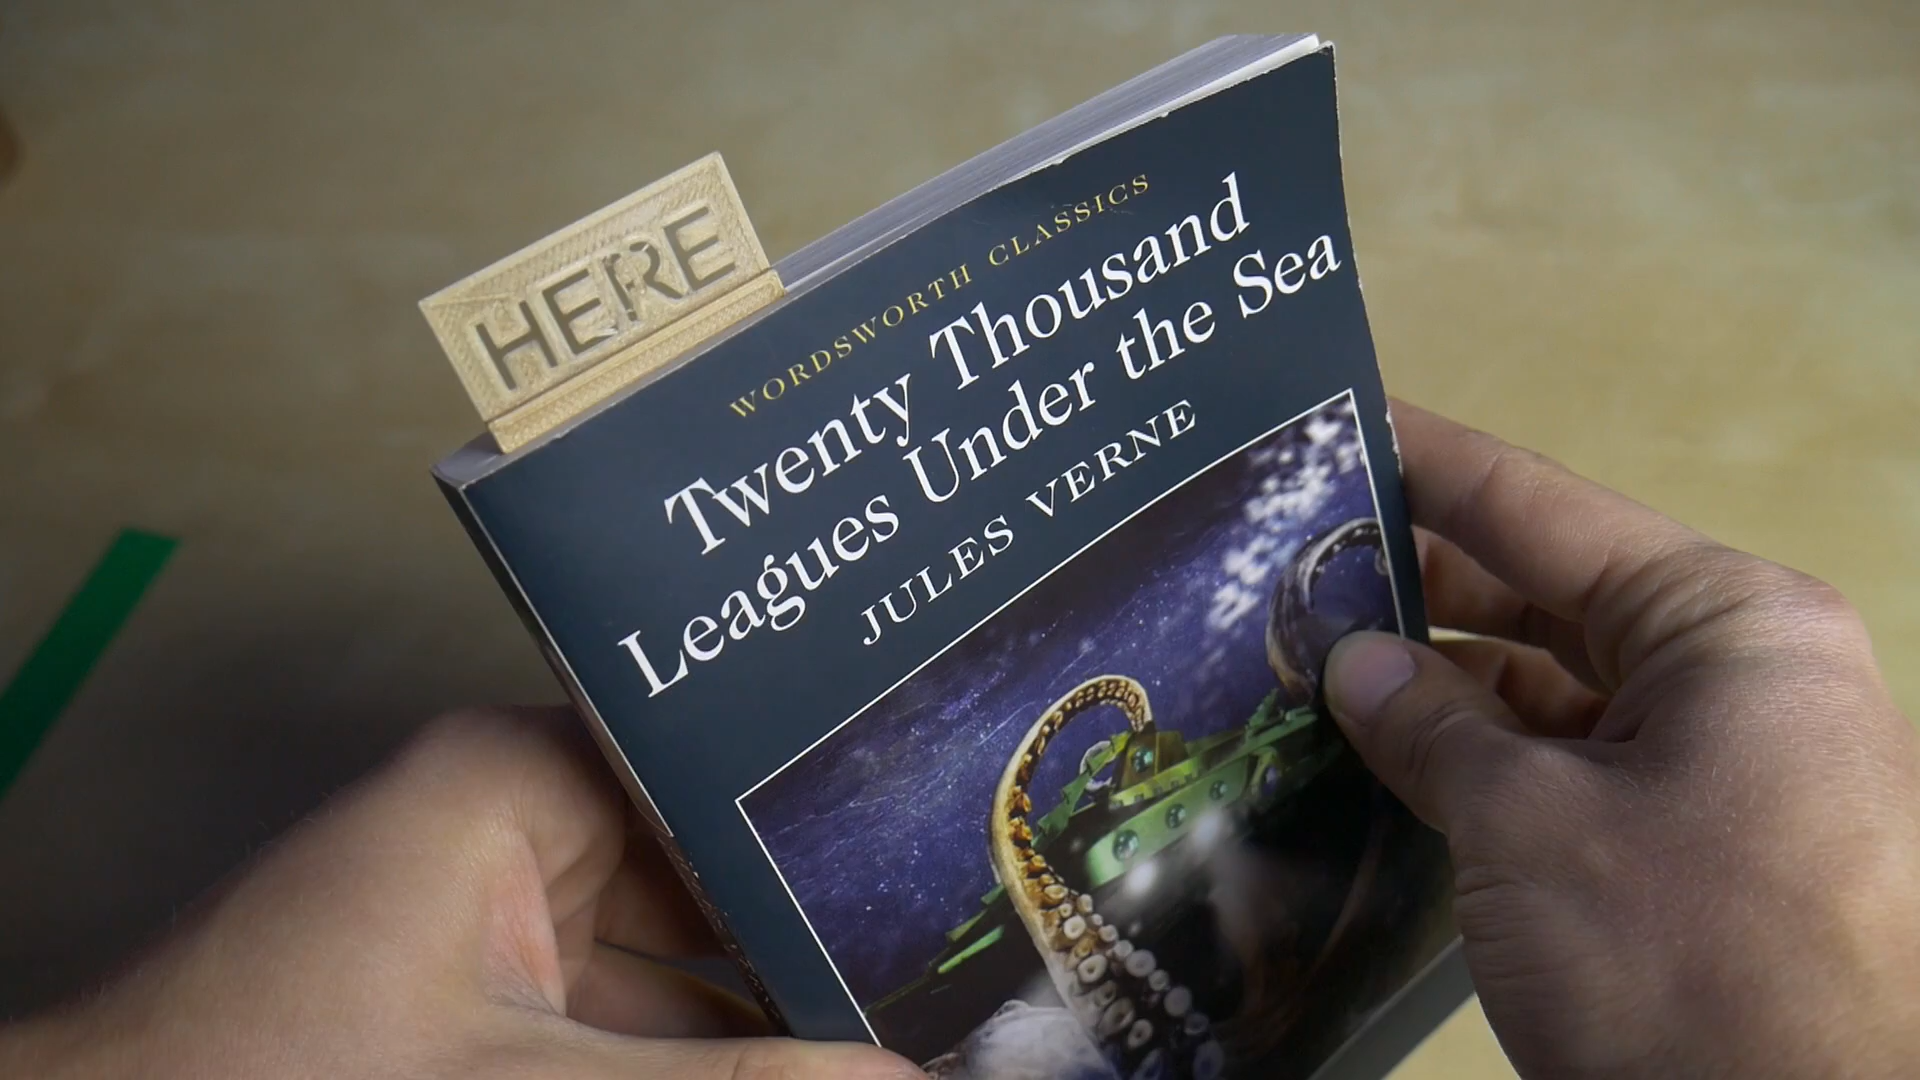 HERE
WORDSWORTH CLASSICS
Twenty Thousand
Leagues Under the Sea
JULES VERNE